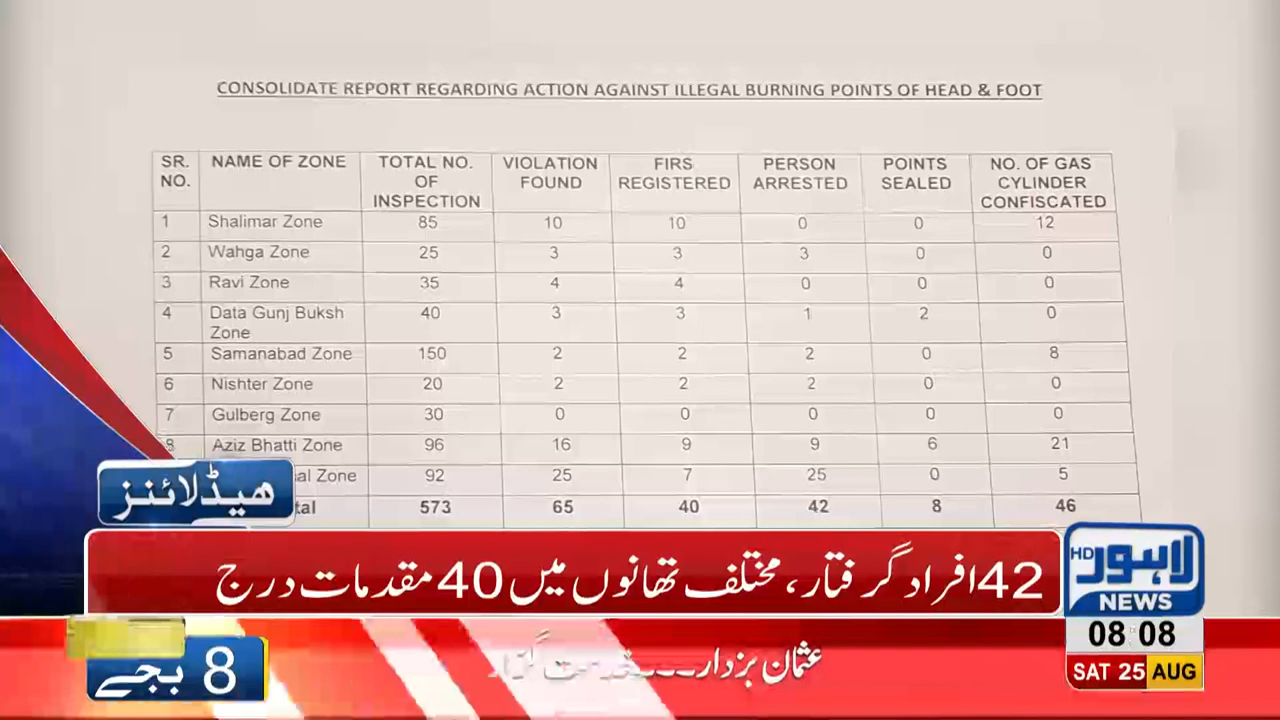 CONSOLIDATE REPORT REGARDING ACTION AGAINST ILLEGAL BURNING POINTS OF HEAD & FOOT
SR. NO. NAME OF ZONE TOTAL NO. OF INSPECTION VIOLATION FOUND FIRS REGISTERED PERSON ARRESTED POINTS SEALED NO. OF GAS CYLINDER CONFISCATED
1 Shalimar Zone 85 10 10 0 0 12
2 Wahga Zone 25 3 3 3 0 0
3 Ravi Zone 35 4 4 0 0 0
4 Data Gunj Buksh Zone 40 3 3 1 2 0
5 Samanabad Zone 150 2 2 2 0 8
6 Nishter Zone 20 2 2 2 0 0
7 Gulberg Zone 30 0 0 0 0 0
8 Aziz Bhatti Zone 96 16 9 9 6 21
Zone 92 25 7 25 0 5
573 65 40 42 8 46
ہیڈلائنز
42 افراد گرفتار، مختلف تھانوں میں 40 مقدمات درج
HD لاہور
NEWS
08:08
SAT 25 AUG
8 بجے
عثمان بزدار---